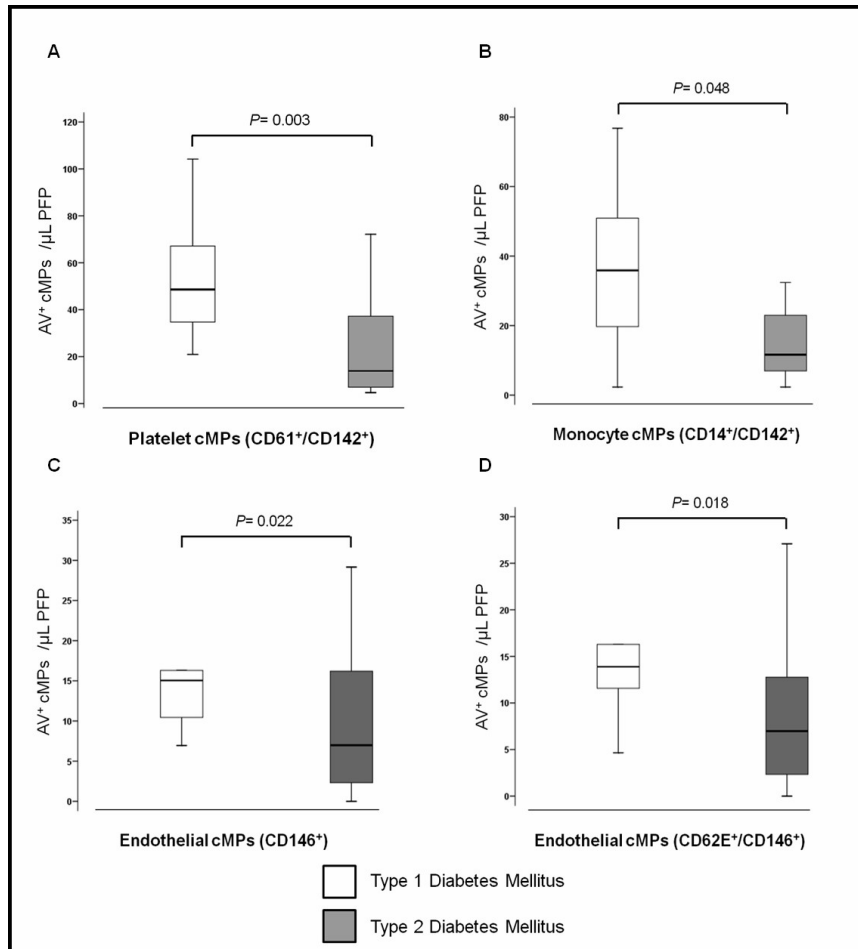 A
P= 0.003
120
100
80
60
40
20
0
AV⁺ cMPs /µL PFP
Platelet cMPs (CD61⁺/CD142⁺)
B
P= 0.048
80
60
40
20
0
AV⁺ cMPs /µL PFP
Monocyte cMPs (CD14⁺/CD142⁺)
C
P= 0.022
35
30
25
20
15
10
5
0
AV⁺ cMPs /µL PFP
Endothelial cMPs (CD146⁺)
D
P= 0.018
30
25
20
15
10
5
0
AV⁺ cMPs /µL PFP
Endothelial cMPs (CD62E⁺/CD146⁺)
Type 1 Diabetes Mellitus
Type 2 Diabetes Mellitus